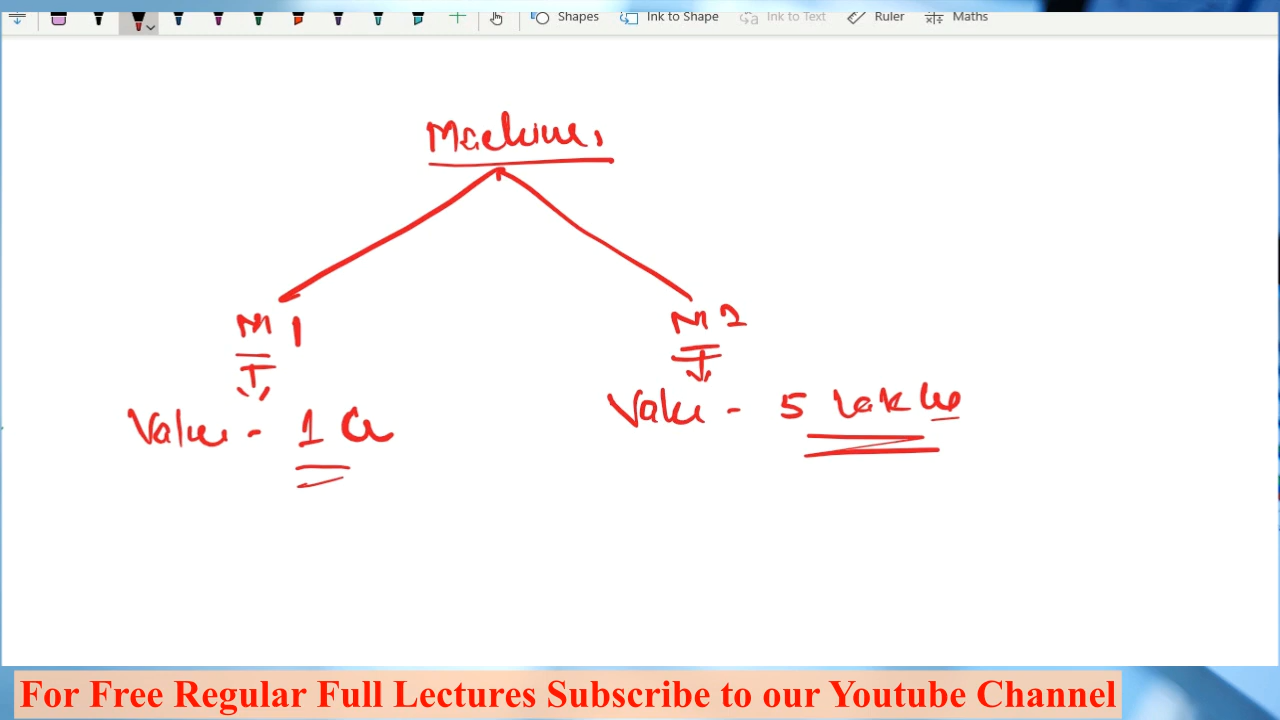 Shapes Ink to Shape Ink to Text Ruler Maths
Machines
M 1 M 2
Value - 1 Cr Value - 5 lakhs
For Free Regular Full Lectures Subscribe to our Youtube Channel